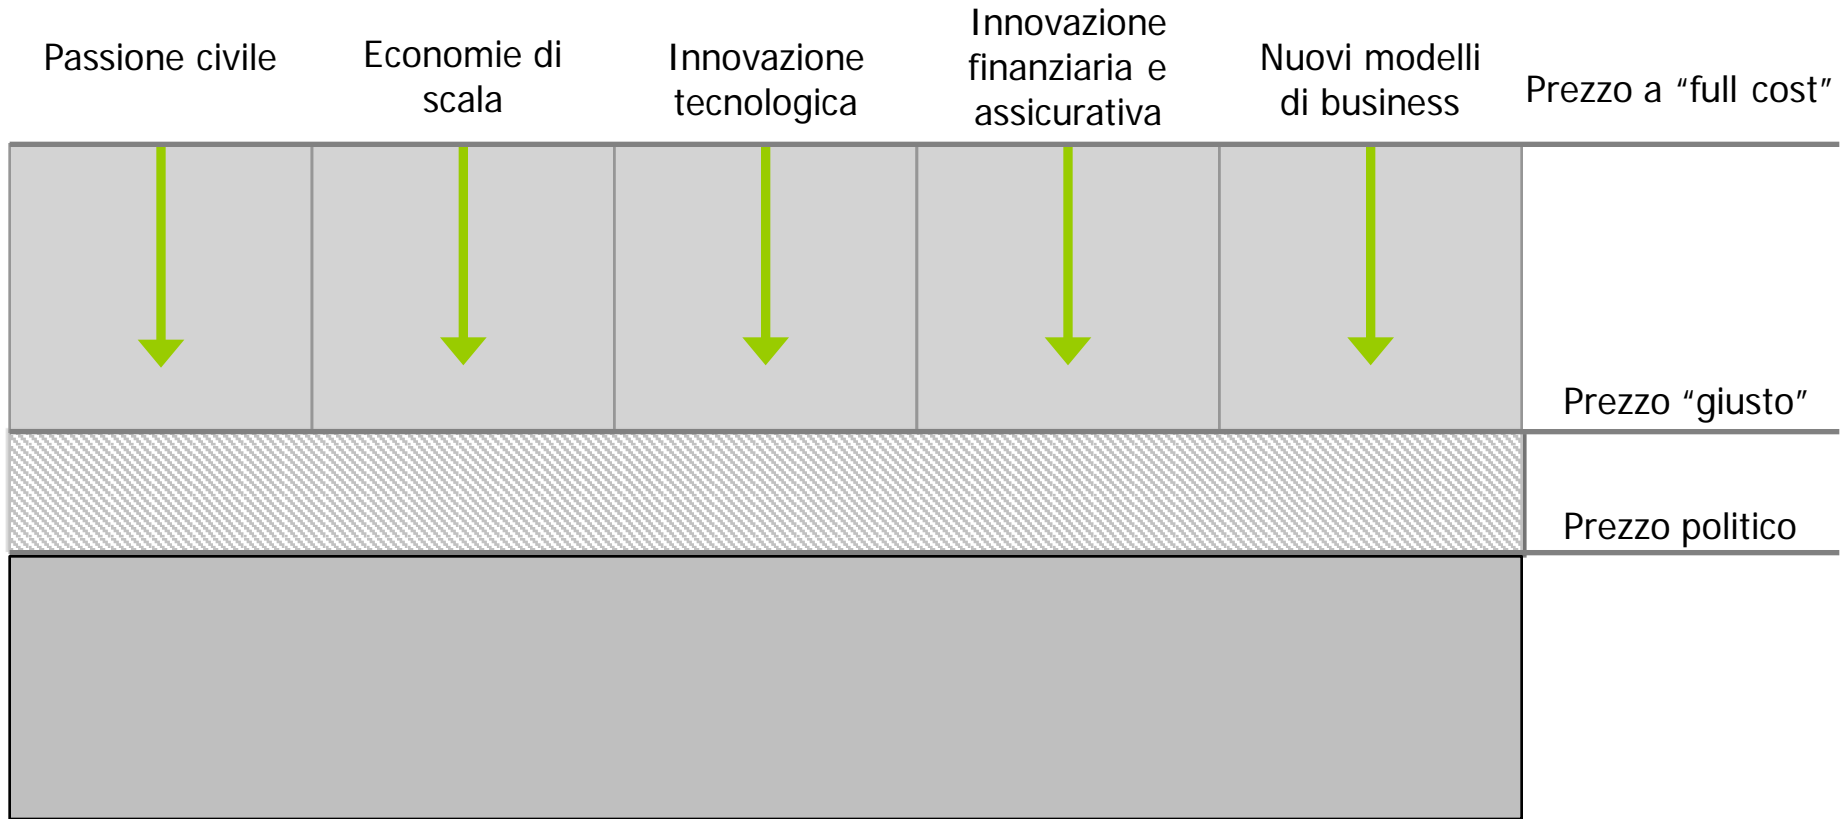 Passione civile
Economie di
scala
Innovazione
tecnologica
Innovazione
finanziaria e
assicurativa
Nuovi modelli
di business
Prezzo a “full cost”
Prezzo “giusto”
Prezzo politico